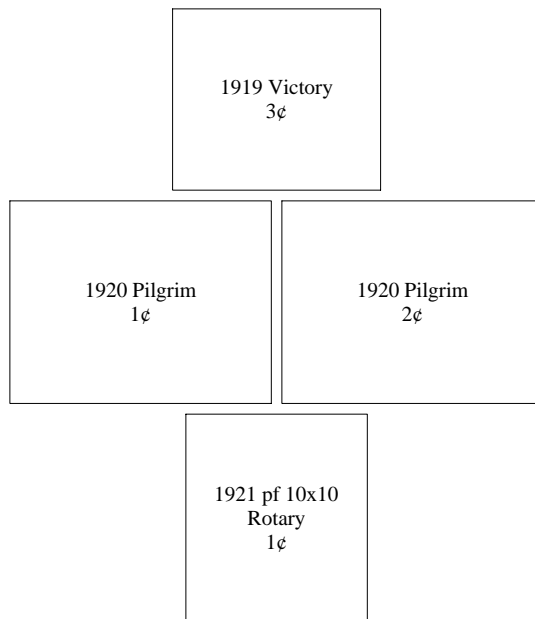 1919 Victory
3¢
1920 Pilgrim
1¢
1920 Pilgrim
2¢
1921 pf 10x10
Rotary
1¢